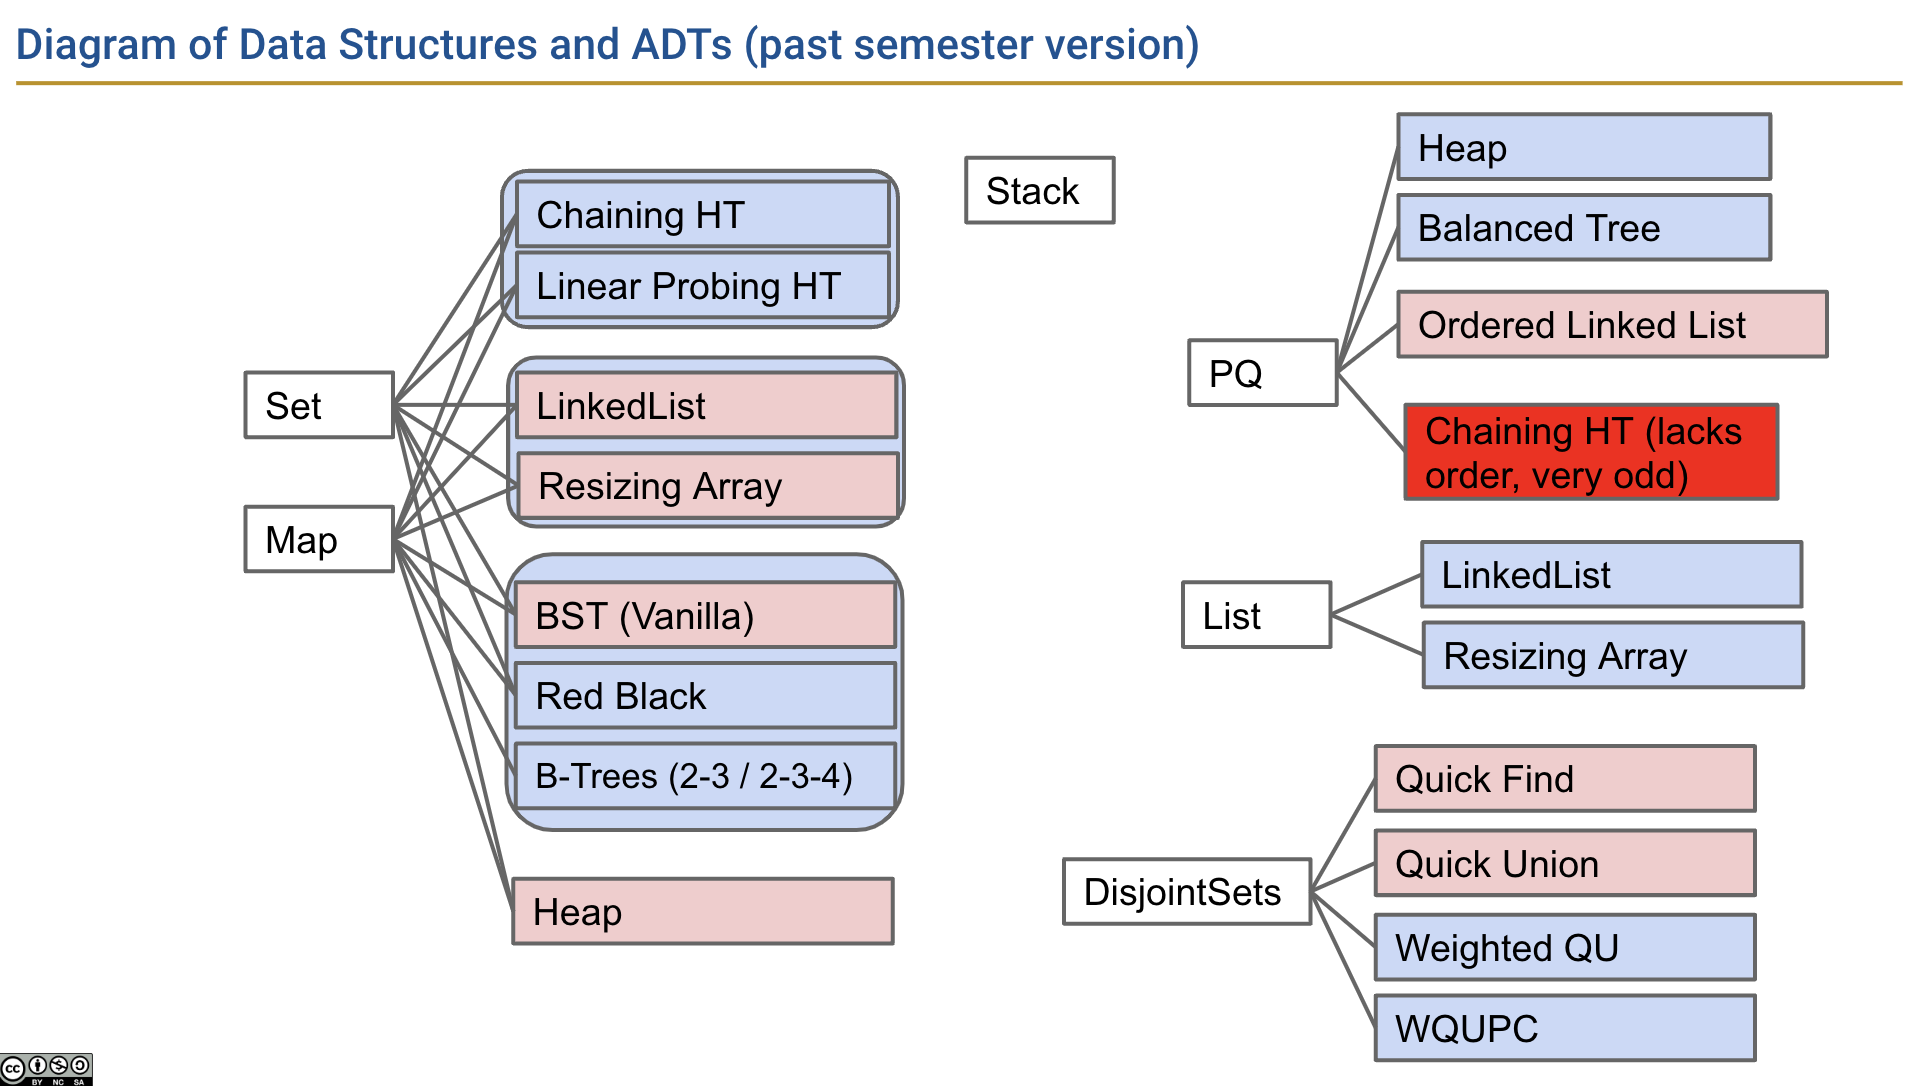 Diagram of Data Structures and ADTs (past semester version)
Set
Map
Chaining HT
Linear Probing HT
LinkedList
Resizing Array
BST (Vanilla)
Red Black
B-Trees (2-3 / 2-3-4)
Heap
Stack
PQ
Heap
Balanced Tree
Ordered Linked List
Chaining HT (lacks
order, very odd)
List
LinkedList
Resizing Array
DisjointSets
Quick Find
Quick Union
Weighted QU
WQUPC
cc
BY NC SA